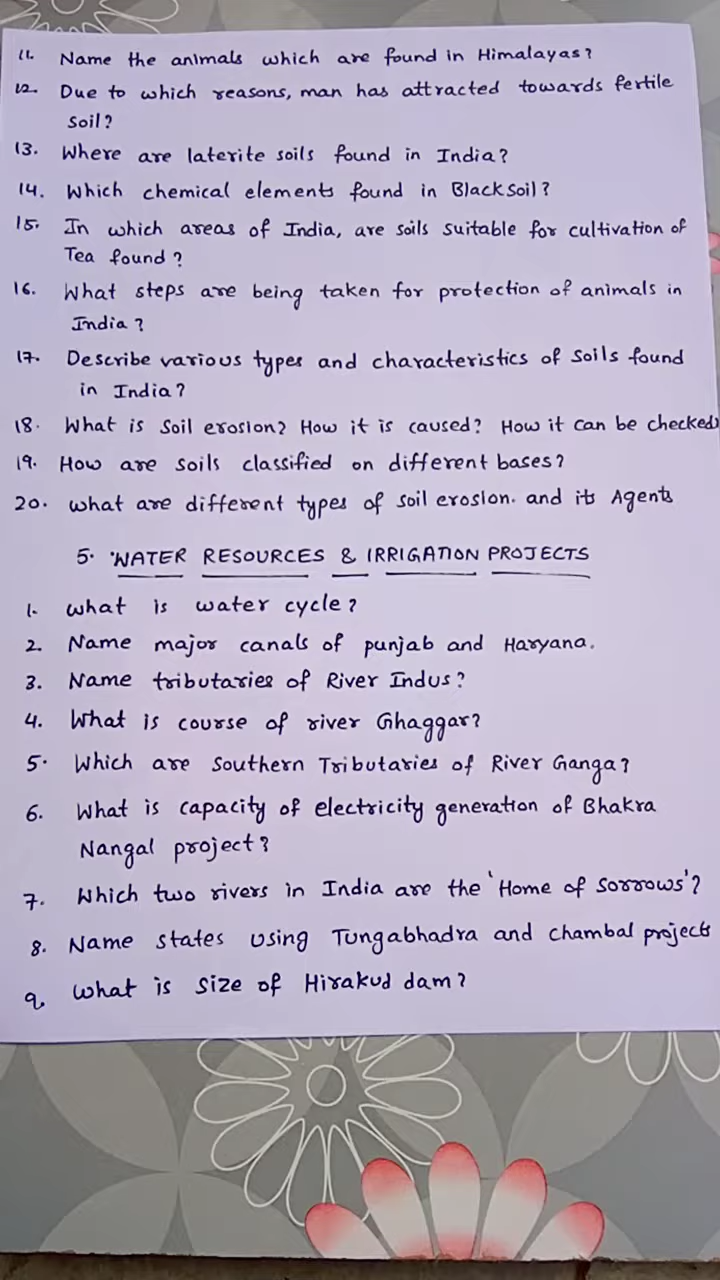 11. Name the animals which are found in Himalayas?
12. Due to which reasons, man has attracted towards fertile
soil?
13. Where are laterite soils found in India?
14. Which chemical elements found in Black soil?
15. In which areas of India, are soils suitable for cultivation of
Tea found?
16. What steps are being taken for protection of animals in
India?
17. Describe various types and characteristics of soils found
in India?
18. What is soil erosion? How it is caused? How it can be checked
19. How are soils classified on different bases?
20. what are different types of soil erosion. and its Agents
5. WATER RESOURCES & IRRIGATION PROJECTS
1. what is water cycle?
2. Name major canals of punjab and Haryana.
3. Name tributaries of River Indus?
4. What is course of river Ghaggar?
5. Which are Southern Tributaries of River Ganga?
6. What is capacity of electricity generation of Bhakra
Nangal project?
7. Which two rivers in India are the 'Home of Sorrows'?
8. Name states using Tungabhadra and chambal projects
9 What is size of Hirakud dam?